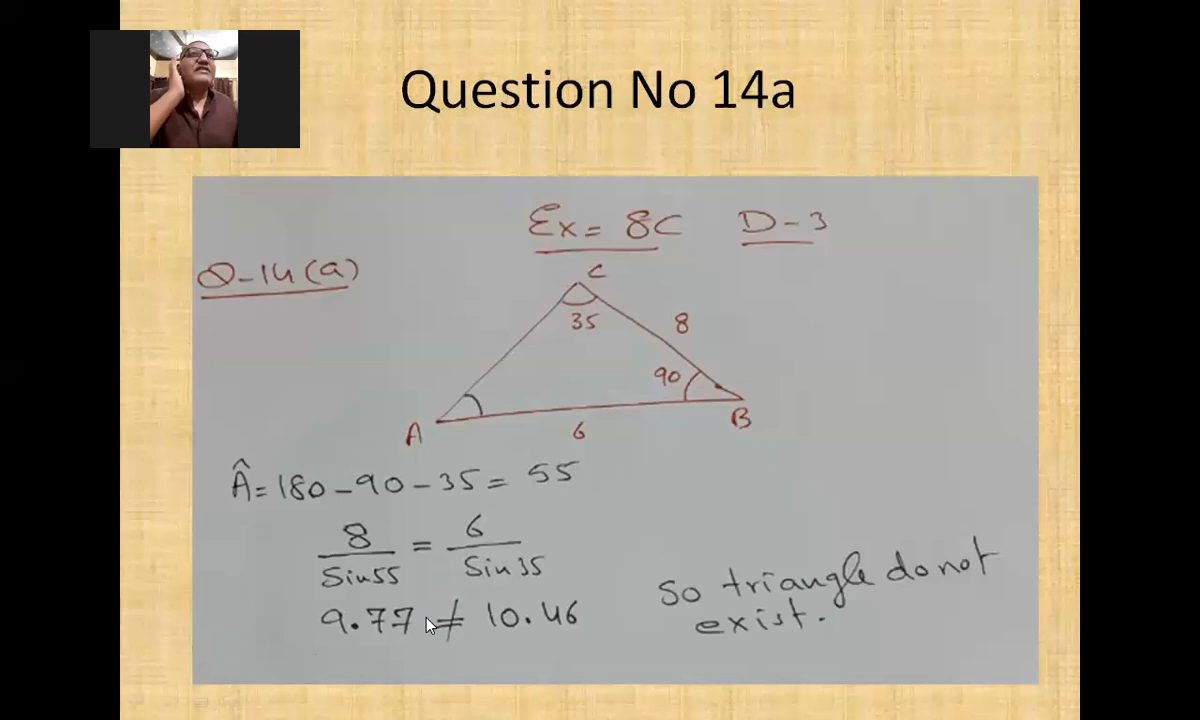 Question No 14a
Ex = 8C D-3
Q-14(a)
C
35
8
90
A
6
B
Â = 180 - 90 - 35 = 55
8/Sin55 = 6/Sin35
9.77 ≠ 10.46
So triangle do not
exist.